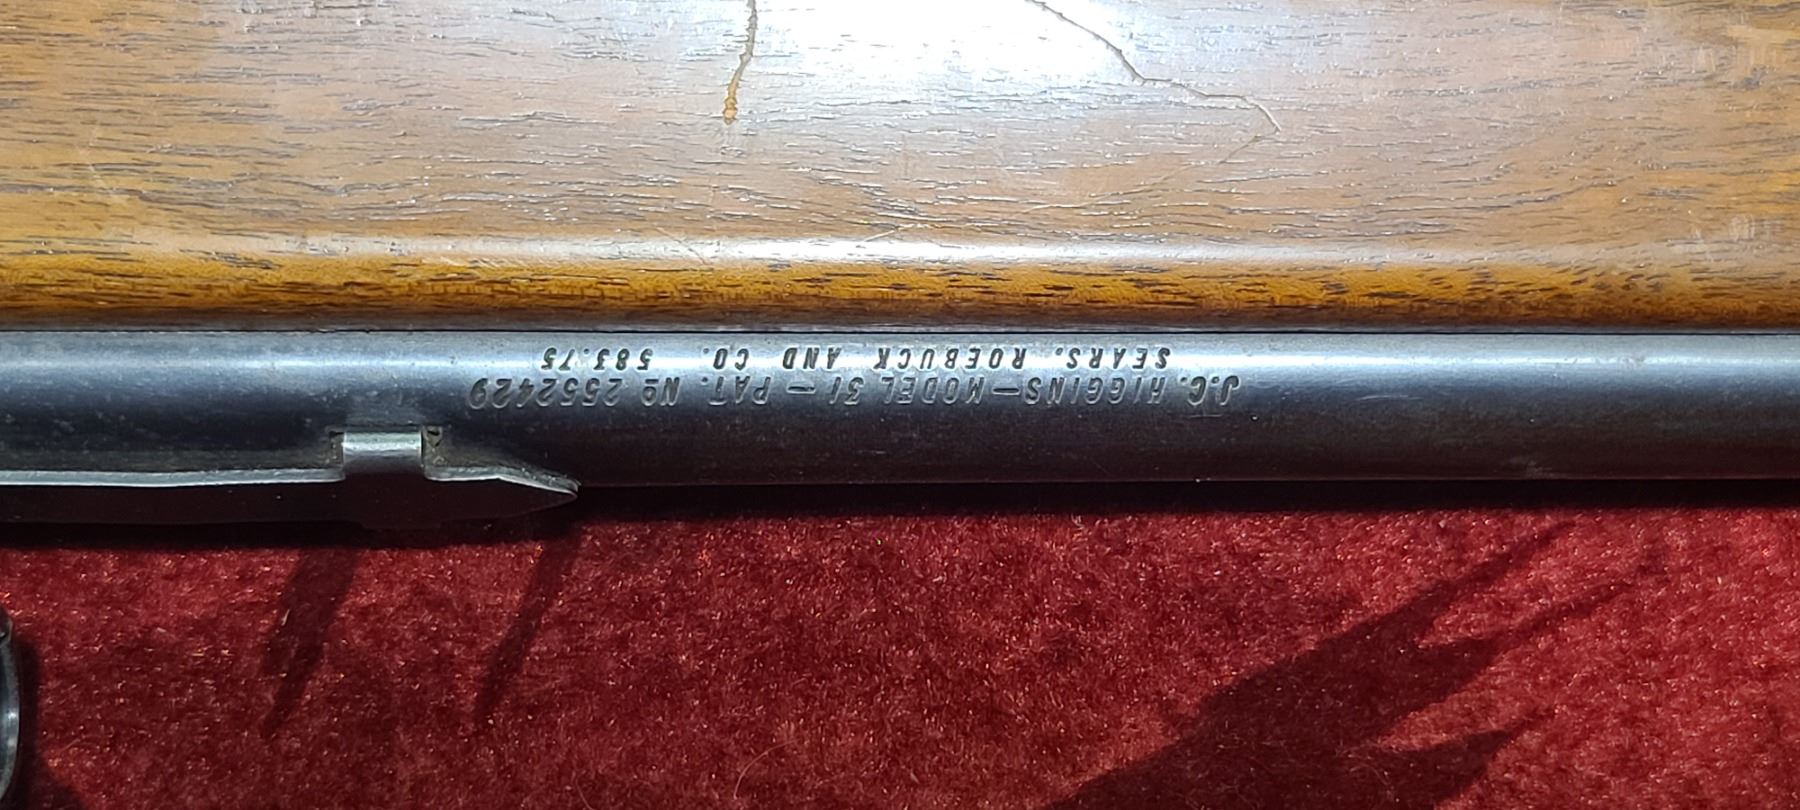 J.C. HIGGINS—MODEL 31—PAT. Nº 2552429
SEARS, ROEBUCK AND CO. 583.75